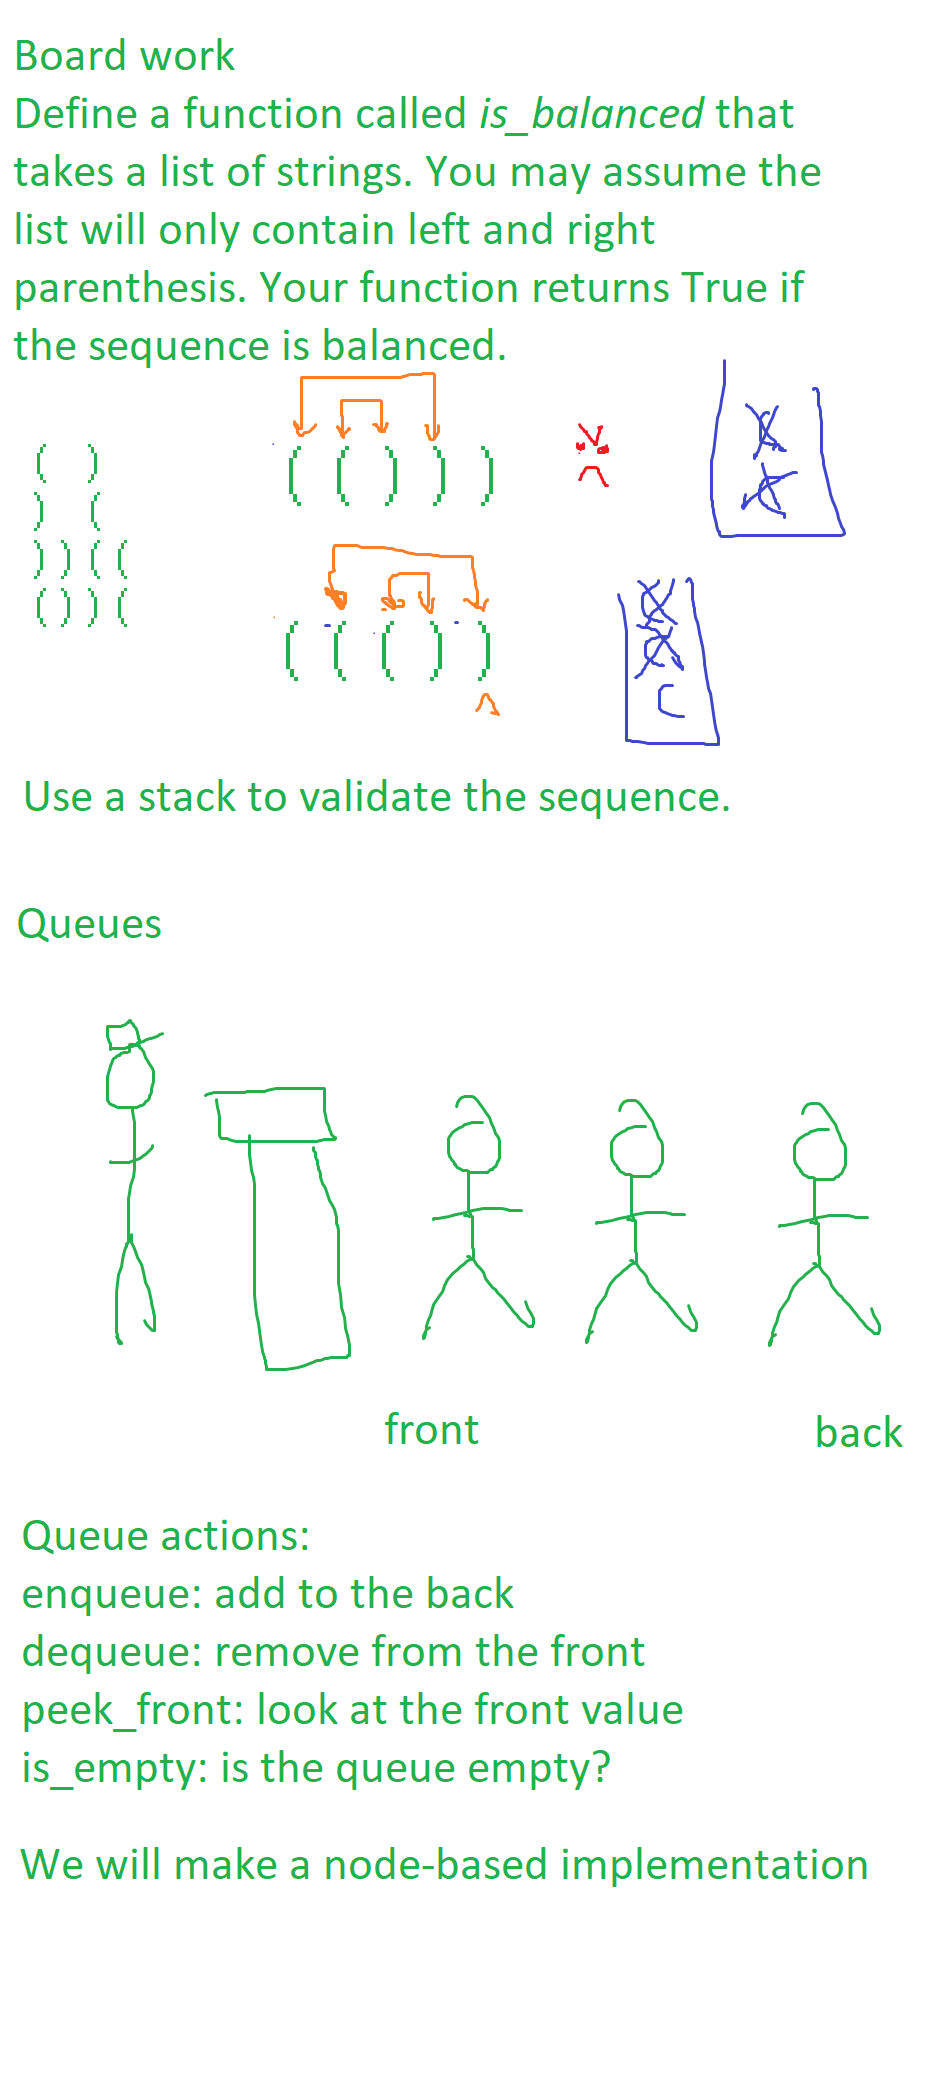 Board work
Define a function called is_balanced that
takes a list of strings. You may assume the
list will only contain left and right
parenthesis. Your function returns True if
the sequence is balanced.
( )
) (
) ) ( (
( ) ) (
( ( ) ) )
( ( ( ) )
(
Use a stack to validate the sequence.
Queues
front back
Queue actions:
enqueue: add to the back
dequeue: remove from the front
peek_front: look at the front value
is_empty: is the queue empty?
We will make a node-based implementation